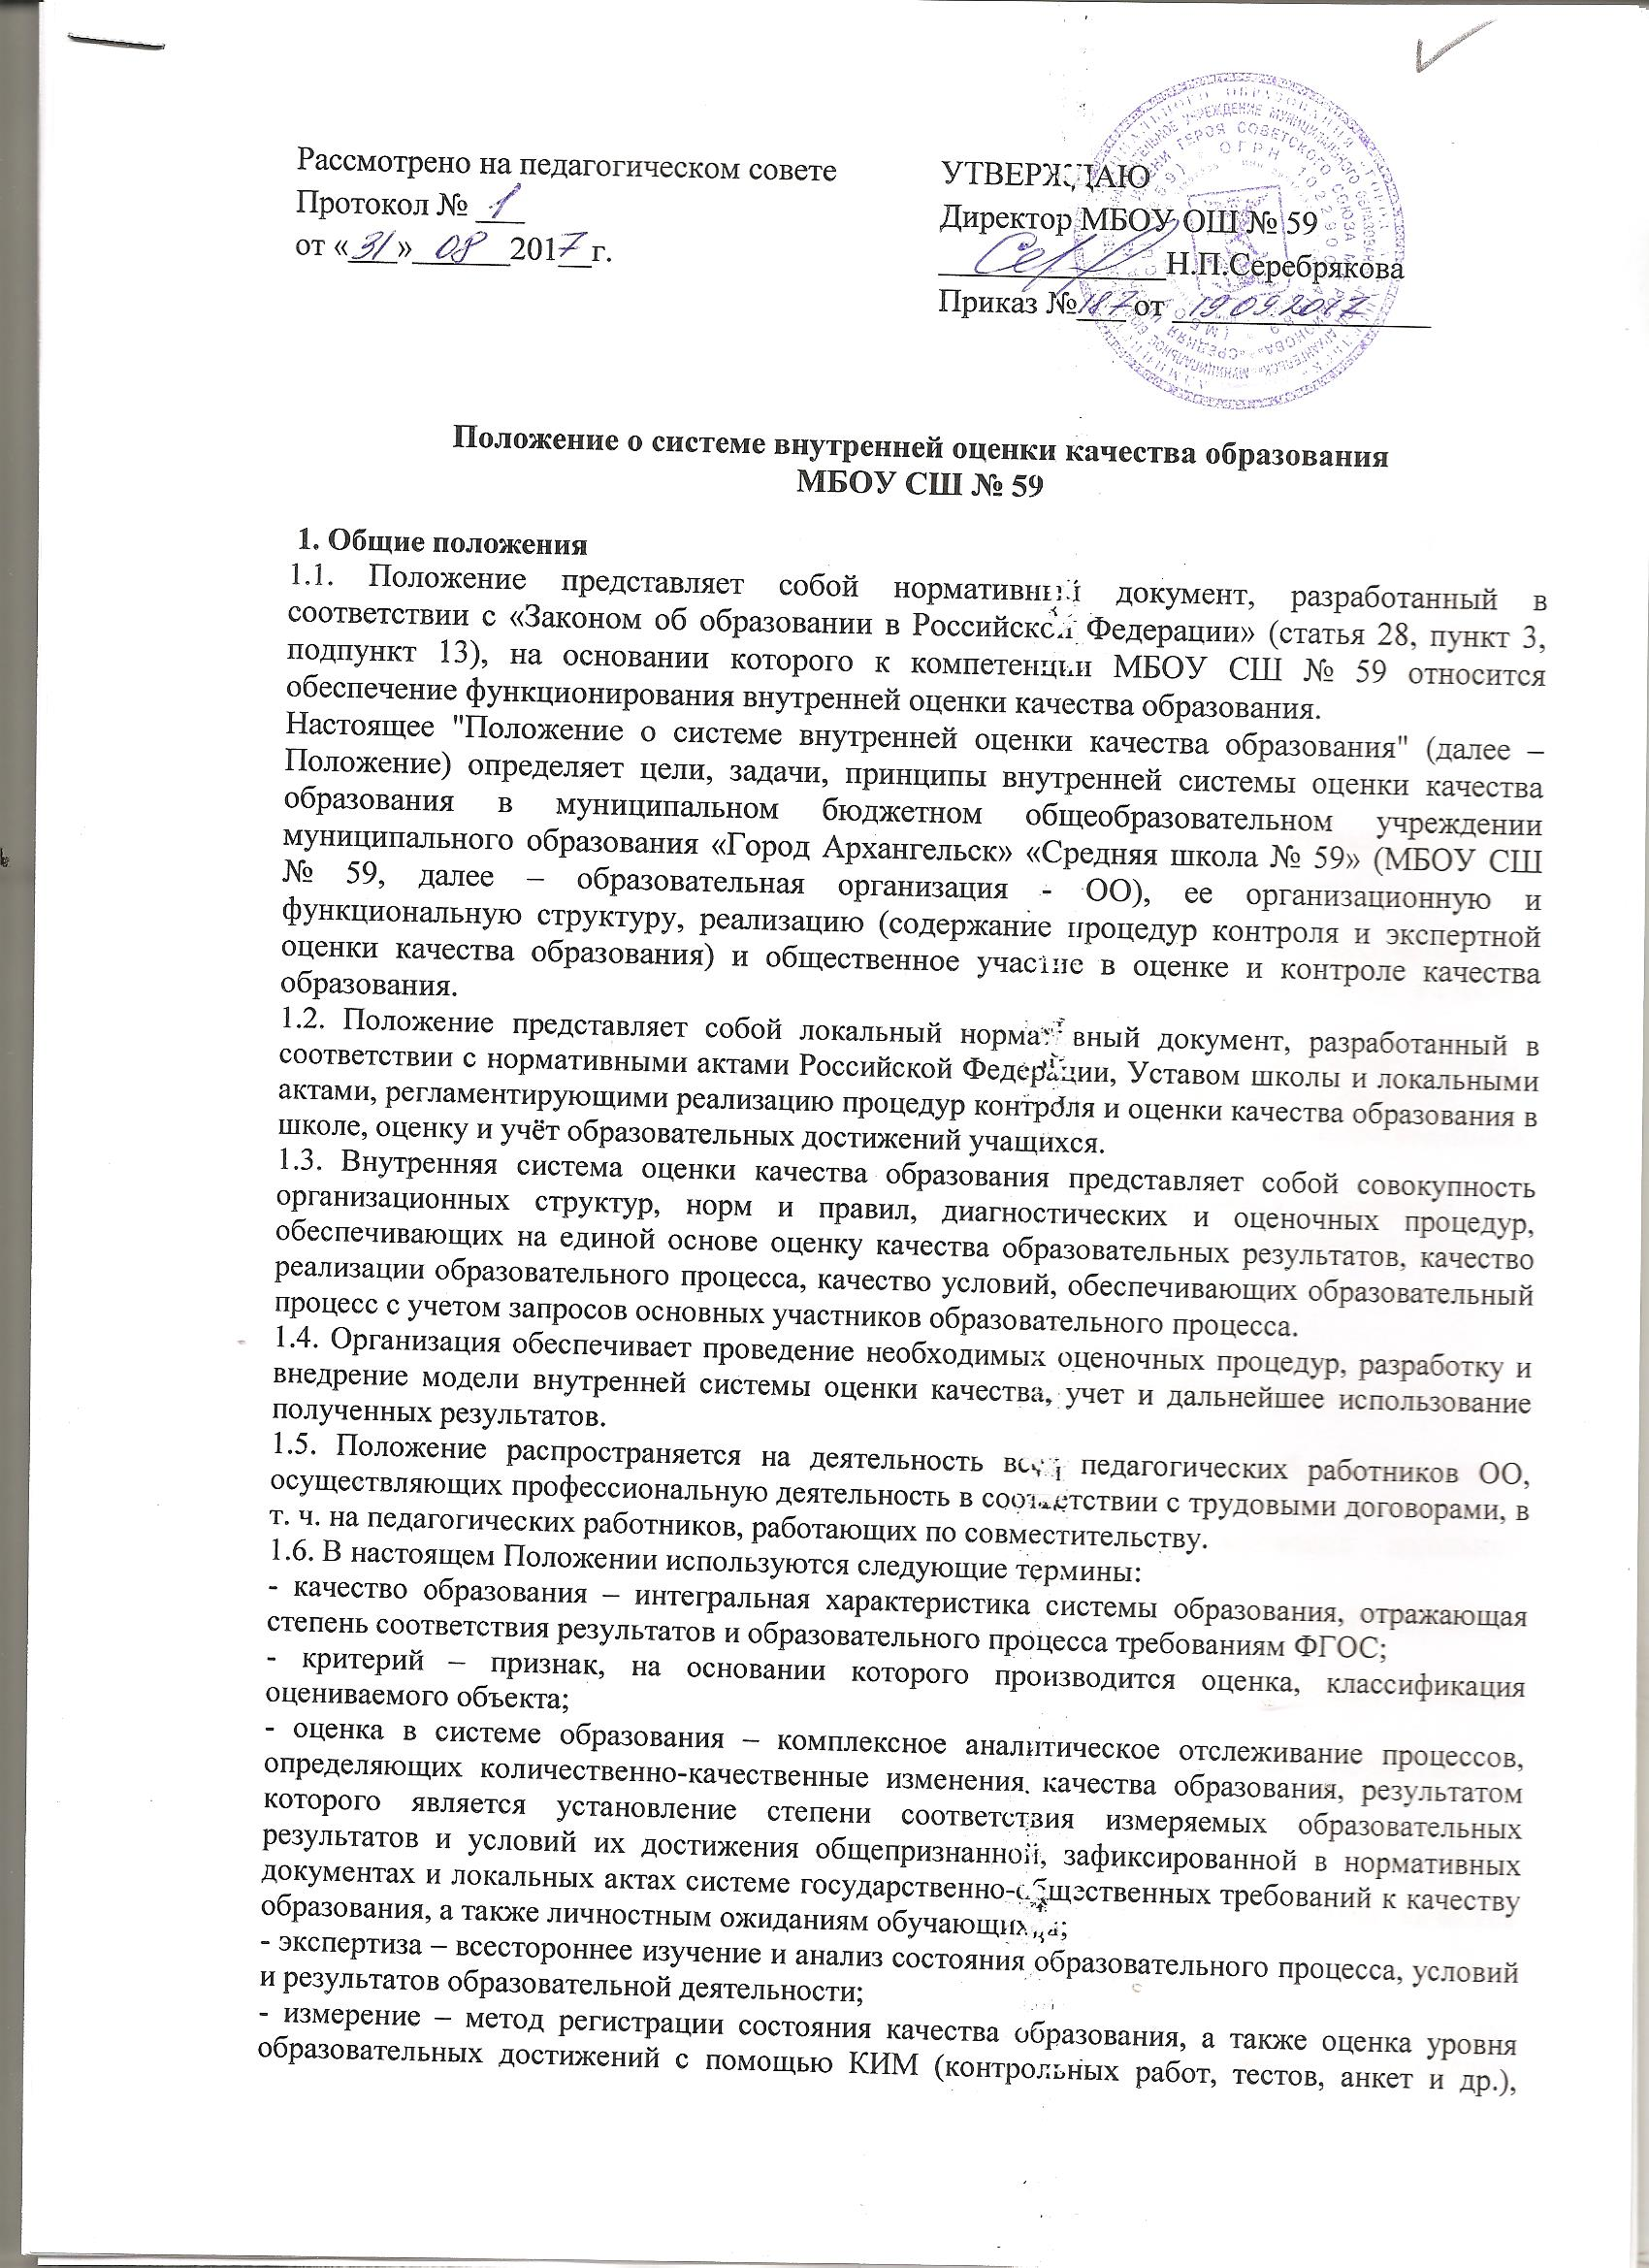 Рассмотрено на педагогическом совете
Протокол № 1
от «31» 08 2017 г.
УТВЕРЖДАЮ
Директор МБОУ ОШ № 59
Н.П.Серебрякова
Приказ №187 от 19.09.2017
Положение о системе внутренней оценки качества образования
МБОУ СШ № 59
1. Общие положения
1.1. Положение представляет собой нормативный документ, разработанный в
соответствии с «Законом об образовании в Российской Федерации» (статья 28, пункт 3,
подпункт 13), на основании которого к компетенции МБОУ СШ № 59 относится
обеспечение функционирования внутренней оценки качества образования.
Настоящее "Положение о системе внутренней оценки качества образования" (далее –
Положение) определяет цели, задачи, принципы внутренней системы оценки качества
образования в муниципальном бюджетном общеобразовательном учреждении
муниципального образования «Город Архангельск» «Средняя школа № 59» (МБОУ СШ
№ 59, далее – образовательная организация - ОО), ее организационную и
функциональную структуру, реализацию (содержание процедур контроля и экспертной
оценки качества образования) и общественное участие в оценке и контроле качества
образования.
1.2. Положение представляет собой локальный нормативный документ, разработанный в
соответствии с нормативными актами Российской Федерации, Уставом школы и локальными
актами, регламентирующими реализацию процедур контроля и оценки качества образования в
школе, оценку и учёт образовательных достижений учащихся.
1.3. Внутренняя система оценки качества образования представляет собой совокупность
организационных структур, норм и правил, диагностических и оценочных процедур,
обеспечивающих на единой основе оценку качества образовательных результатов, качество
реализации образовательного процесса, качество условий, обеспечивающих образовательный
процесс с учетом запросов основных участников образовательного процесса.
1.4. Организация обеспечивает проведение необходимых оценочных процедур, разработку и
внедрение модели внутренней системы оценки качества, учет и дальнейшее использование
полученных результатов.
1.5. Положение распространяется на деятельность всех педагогических работников ОО,
осуществляющих профессиональную деятельность в соответствии с трудовыми договорами, в
т. ч. на педагогических работников, работающих по совместительству.
1.6. В настоящем Положении используются следующие термины:
- качество образования – интегральная характеристика системы образования, отражающая
степень соответствия результатов и образовательного процесса требованиям ФГОС;
- критерий – признак, на основании которого производится оценка, классификация
оцениваемого объекта;
- оценка в системе образования – комплексное аналитическое отслеживание процессов,
определяющих количественно-качественные изменения качества образования, результатом
которого является установление степени соответствия измеряемых образовательных
результатов и условий их достижения общепризнанной, зафиксированной в нормативных
документах и локальных актах системе государственно-общественных требований к качеству
образования, а также личностным ожиданиям обучающихся;
- экспертиза – всестороннее изучение и анализ состояния образовательного процесса, условий
и результатов образовательной деятельности;
- измерение – метод регистрации состояния качества образования, а также оценка уровня
образовательных достижений с помощью КИМ (контрольных работ, тестов, анкет и др.),